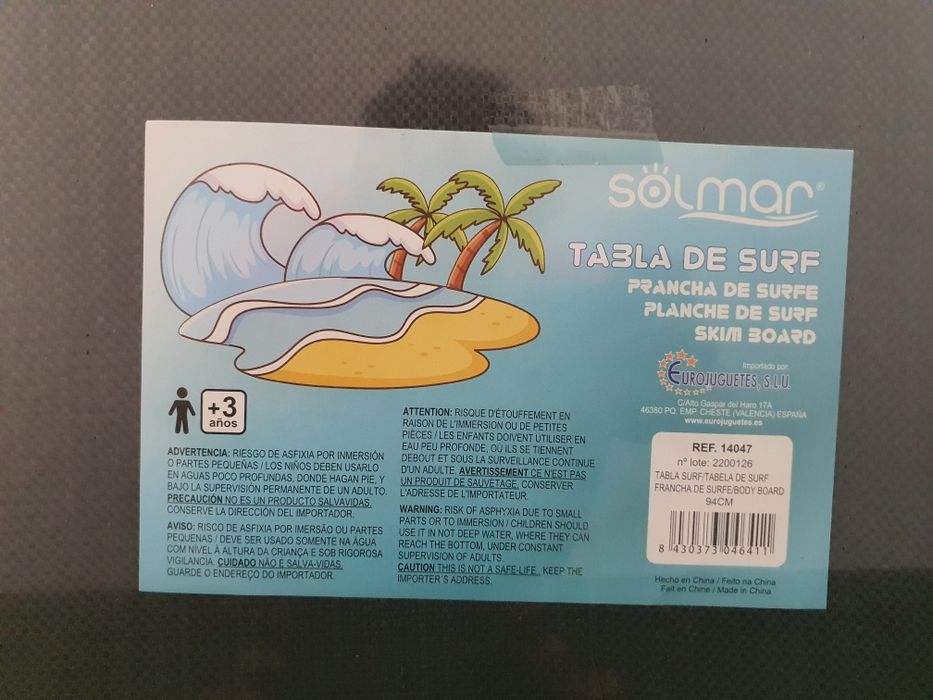 SOLMAR®
TABLA DE SURF
PRANCHA DE SURFE
PLANCHE DE SURF
SKIM BOARD
Importado por:
EUROJUGUETES, S.L.U.
C/Alto Gaspar del Haro 17A
46380 PQ. EMP. CHESTE (VALENCIA) ESPAÑA
www.eurojuguetes.es
+3
años
ADVERTENCIA: RIESGO DE ASFIXIA POR INMERSIÓN
O PARTES PEQUEÑAS / LOS NIÑOS DEBEN USARLO
EN AGUAS POCO PROFUNDAS, DONDE HAGAN PIE, Y
BAJO LA SUPERVISIÓN PERMANENTE DE UN ADULTO.
PRECAUCIÓN NO ES UN PRODUCTO SALVAVIDAS.
CONSERVE LA DIRECCIÓN DEL IMPORTADOR.
AVISO: RISCO DE ASFIXIA POR IMERSÃO OU PARTES
PEQUENAS / DEVE SER USADO SOMENTE NA ÁGUA
COM NÍVEL À ALTURA DA CRIANÇA E SOB RIGOROSA
VIGILANCIA. CUIDADO NÃO É SALVA-VIDAS.
GUARDE O ENDEREÇO DO IMPORTADOR.
ATTENTION: RISQUE D'ÉTOUFFEMENT EN
RAISON DE L'IMMERSION OU DE PETITES
PIÈCES / LES ENFANTS DOIVENT UTILISER EN
EAU PEU PROFONDE, OÙ ILS SE TIENNENT
DEBOUT ET SOUS LA SURVEILLANCE CONTINUE
D'UN ADULTE. AVERTISSEMENT CE N'EST PAS
UN PRODUIT DE SAUVETAGE. CONSERVER
L'ADRESSE DE L'IMPORTATEUR.
WARNING: RISK OF ASPHYXIA DUE TO SMALL
PARTS OR TO IMMERSION / CHILDREN SHOULD
USE IT IN NOT DEEP WATER, WHERE THEY CAN
REACH THE BOTTOM, UNDER CONSTANT
SUPERVISION OF ADULTS
CAUTION THIS IS NOT A SAFE-LIFE . KEEP THE
IMPORTER'S ADDRESS.
REF. 14047
nº lote: 2200126
TABLA SURF/TABELA DE SURF
FRANCHA DE SURFE/BODY BOARD
94CM
8 430373 046411
Hecho en China / Feito na China
Fait en Chine / Made in China